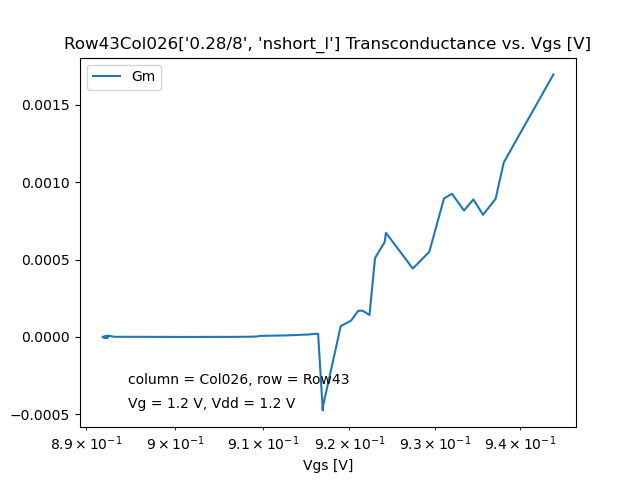 Row43Col026['0.28/8', 'nshort_l'] Transconductance vs. Vgs [V]
Gm
0.0015
0.0010
0.0005
0.0000
−0.0005
column = Col026, row = Row43
Vg = 1.2 V, Vdd = 1.2 V
8.9 × 10⁻¹ 9 × 10⁻¹ 9.1 × 10⁻¹ 9.2 × 10⁻¹ 9.3 × 10⁻¹ 9.4 × 10⁻¹
Vgs [V]